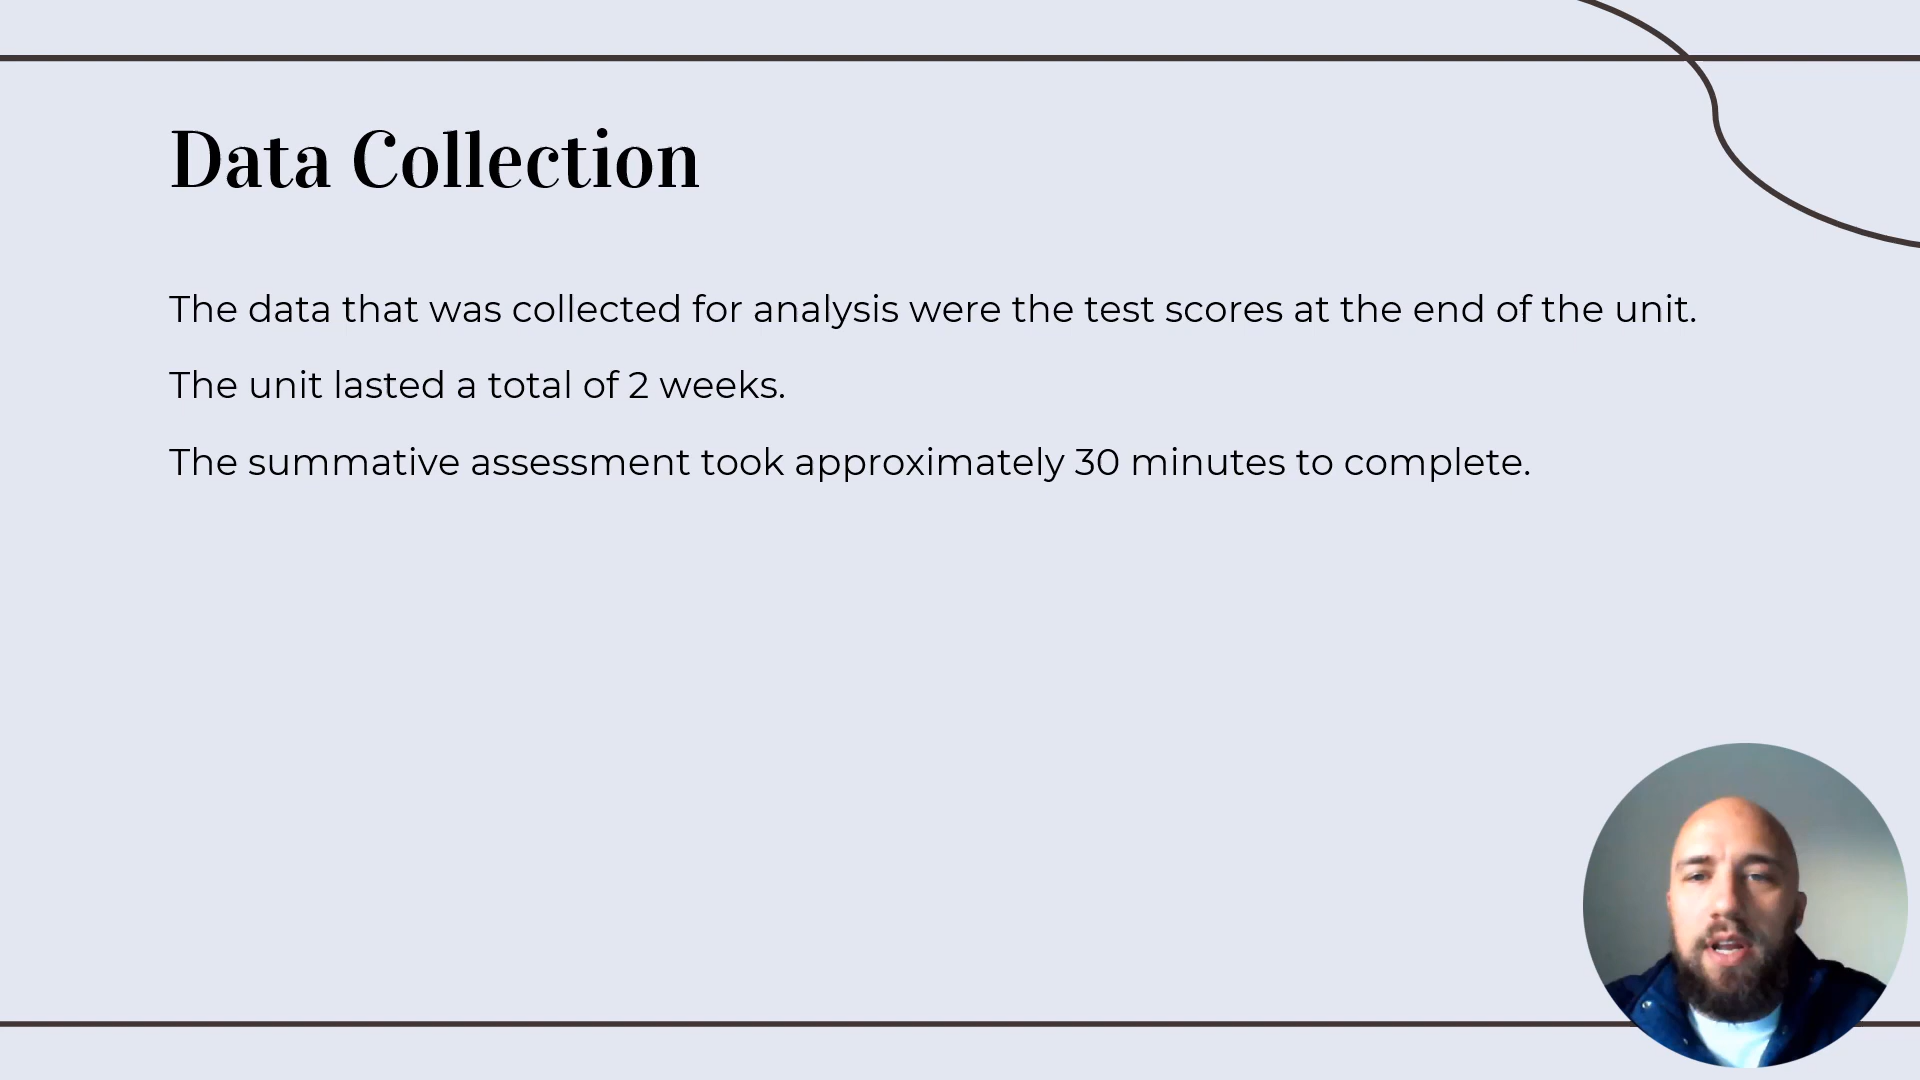 Data Collection
The data that was collected for analysis were the test scores at the end of the unit.
The unit lasted a total of 2 weeks.
The summative assessment took approximately 30 minutes to complete.